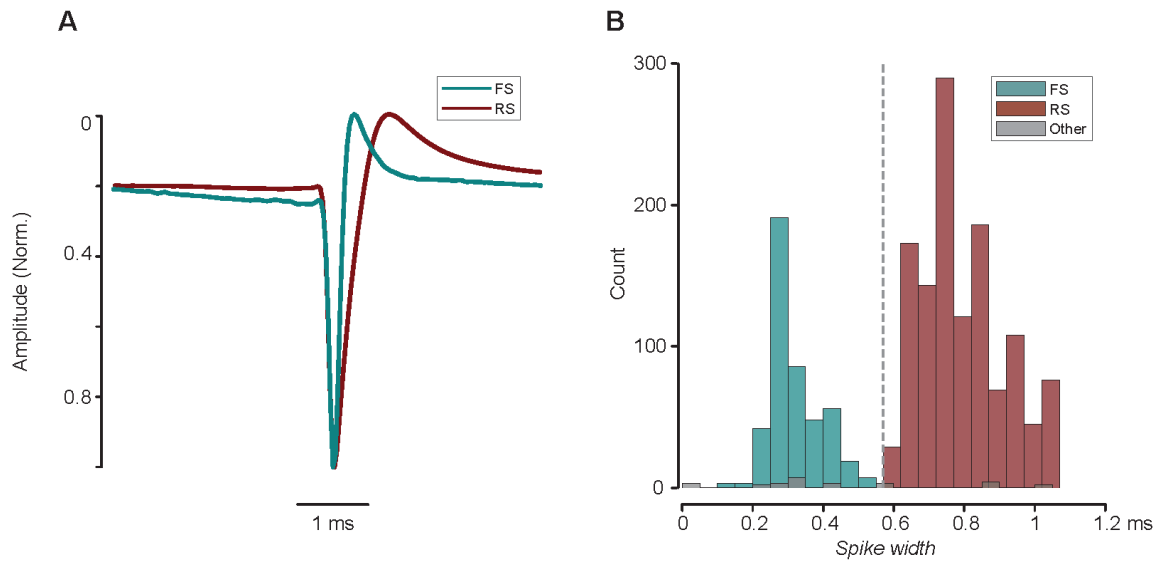 A
FS
RS
0
0.4
0.8
Amplitude (Norm.)
1 ms
B
300
200
100
0
Count
FS
RS
Other
0 0.2 0.4 0.6 0.8 1 1.2 ms
Spike width